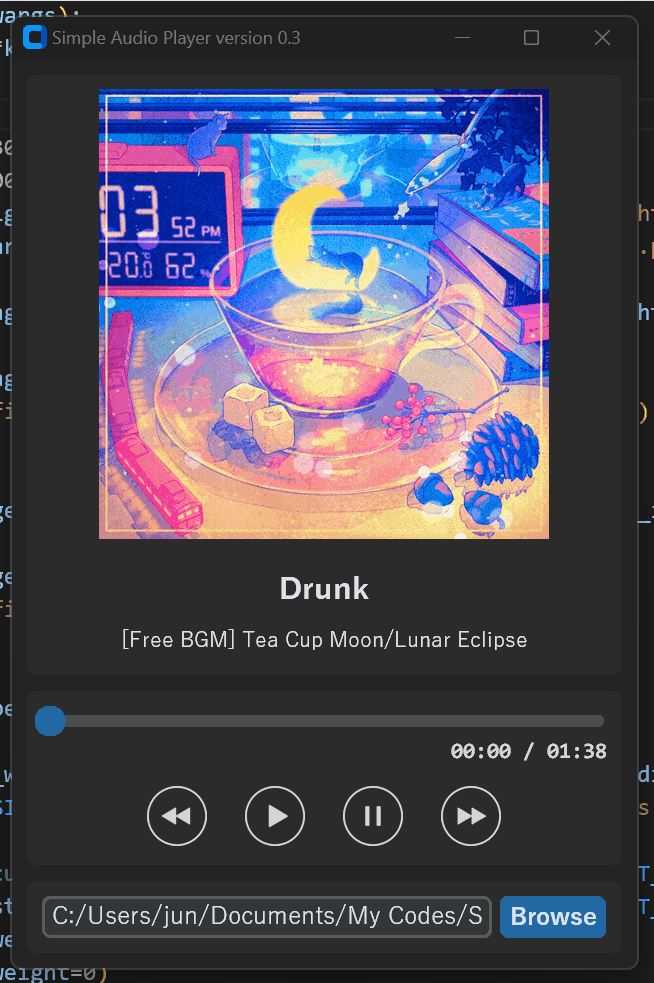 Simple Audio Player version 0.3
03 52 PM
20.0 °C 62 %
Drunk
[Free BGM] Tea Cup Moon/Lunar Eclipse
00:00 / 01:38
C:/Users/jun/Documents/My Codes/S
Browse
weight=0)